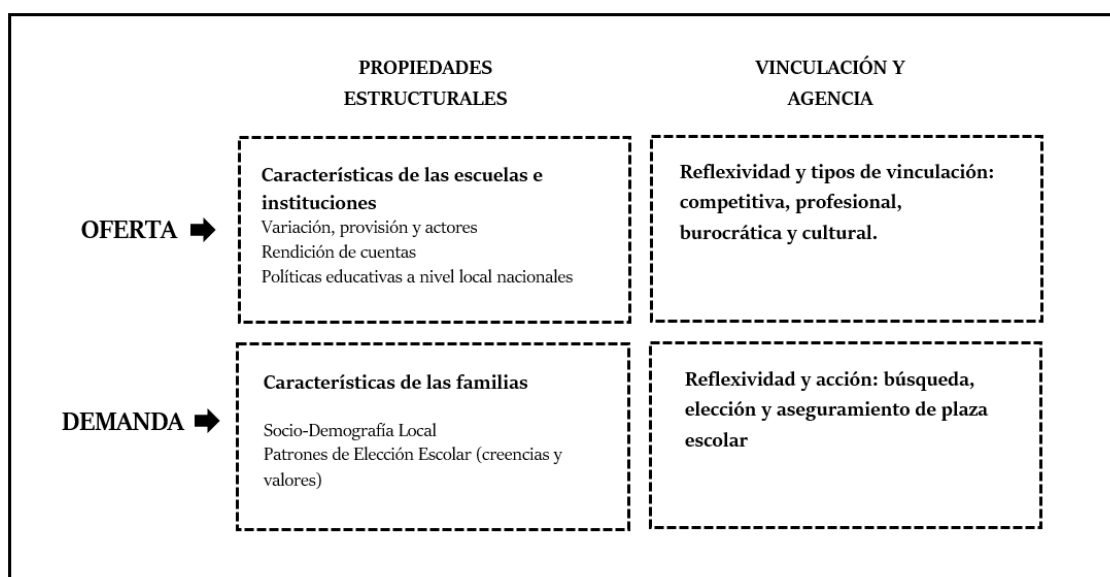 PROPIEDADES
ESTRUCTURALES
VINCULACIÓN Y
AGENCIA
OFERTA
Características de las escuelas e
instituciones
Variación, provisión y actores
Rendición de cuentas
Políticas educativas a nivel local nacionales
Reflexividad y tipos de vinculación:
competitiva, profesional,
burocrática y cultural.
DEMANDA
Características de las familias
Socio-Demografía Local
Patrones de Elección Escolar (creencias y
valores)
Reflexividad y acción: búsqueda,
elección y aseguramiento de plaza
escolar